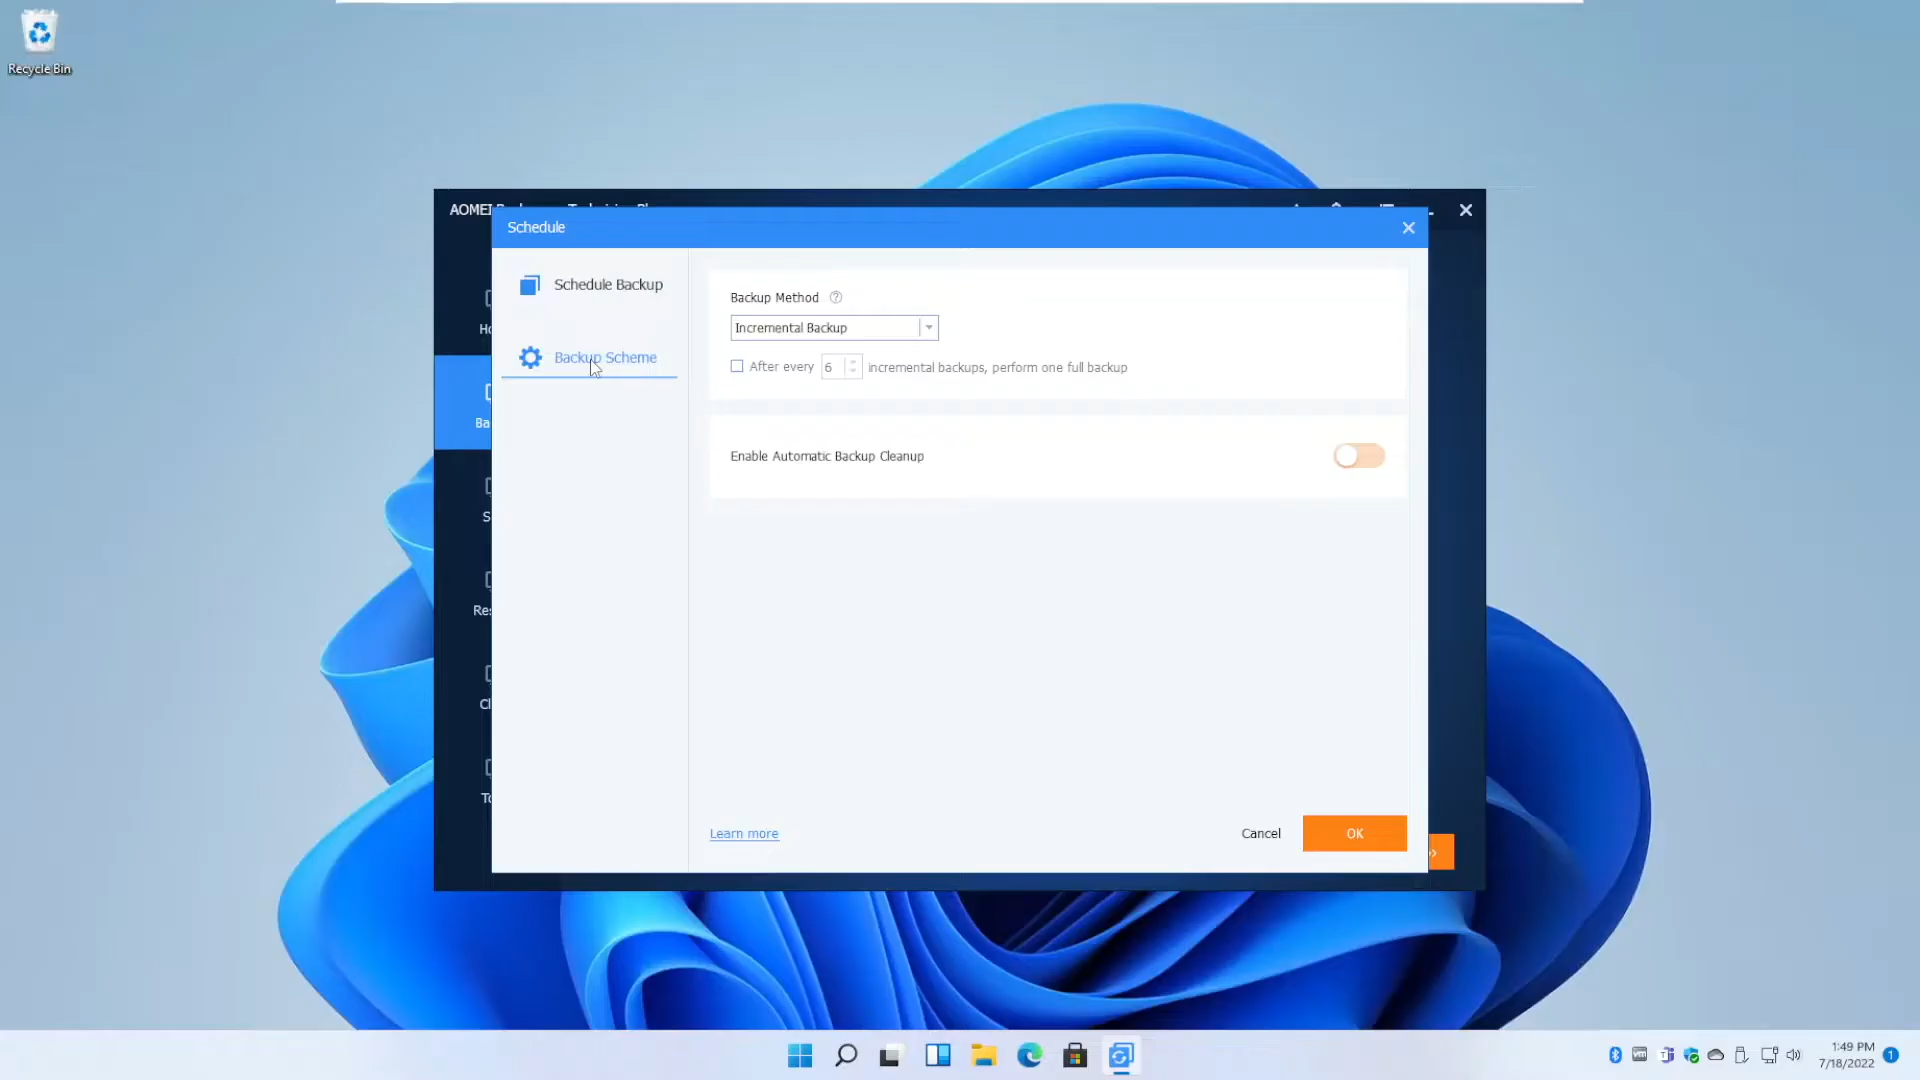 Recycle Bin
AOMEI
Schedule
Schedule Backup
Backup Scheme
Backup Method
Incremental Backup
After every 6 incremental backups, perform one full backup
Enable Automatic Backup Cleanup
Learn more
Cancel
OK
1:49 PM
7/18/2022
1